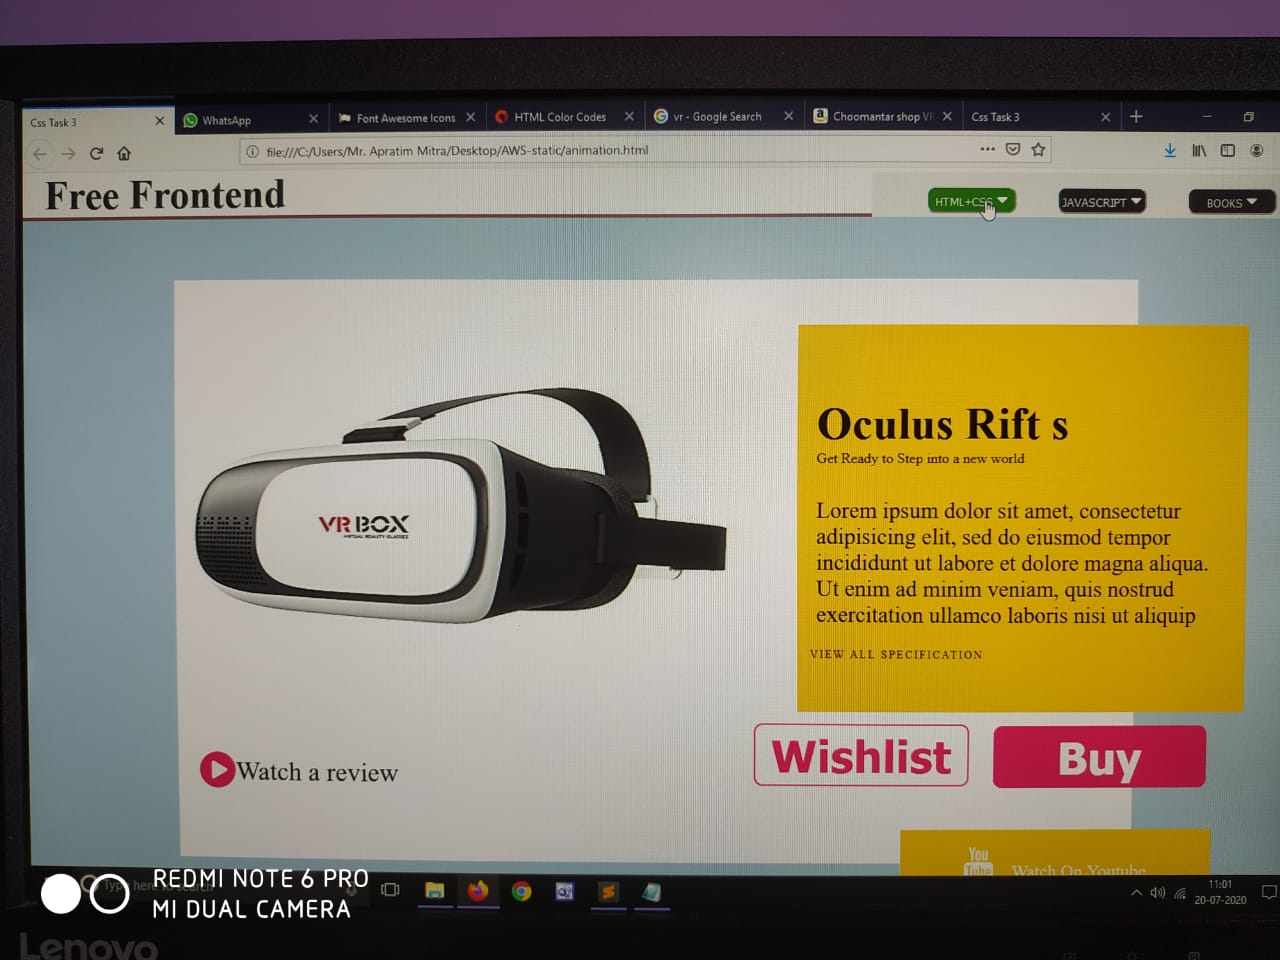 Css Task 3
WhatsApp
Font Awesome Icons
HTML Color Codes
vr - Google Search
Choomantar shop VR
Css Task 3
file:///C:/Users/Mr. Apratim Mitra/Desktop/AWS-static/animation.html
Free Frontend
HTML+CSS
JAVASCRIPT
BOOKS
VR BOX
VIRTUAL REALITY GLASSES
Oculus Rift s
Get Ready to Step into a new world
Lorem ipsum dolor sit amet, consectetur
adipisicing elit, sed do eiusmod tempor
incididunt ut labore et dolore magna aliqua.
Ut enim ad minim veniam, quis nostrud
exercitation ullamco laboris nisi ut aliquip
VIEW ALL SPECIFICATION
Watch a review
Wishlist
Buy
You
Tube
Watch On Youtube
Type here to search
11:01
20-07-2020
REDMI NOTE 6 PRO
MI DUAL CAMERA
Lenovo